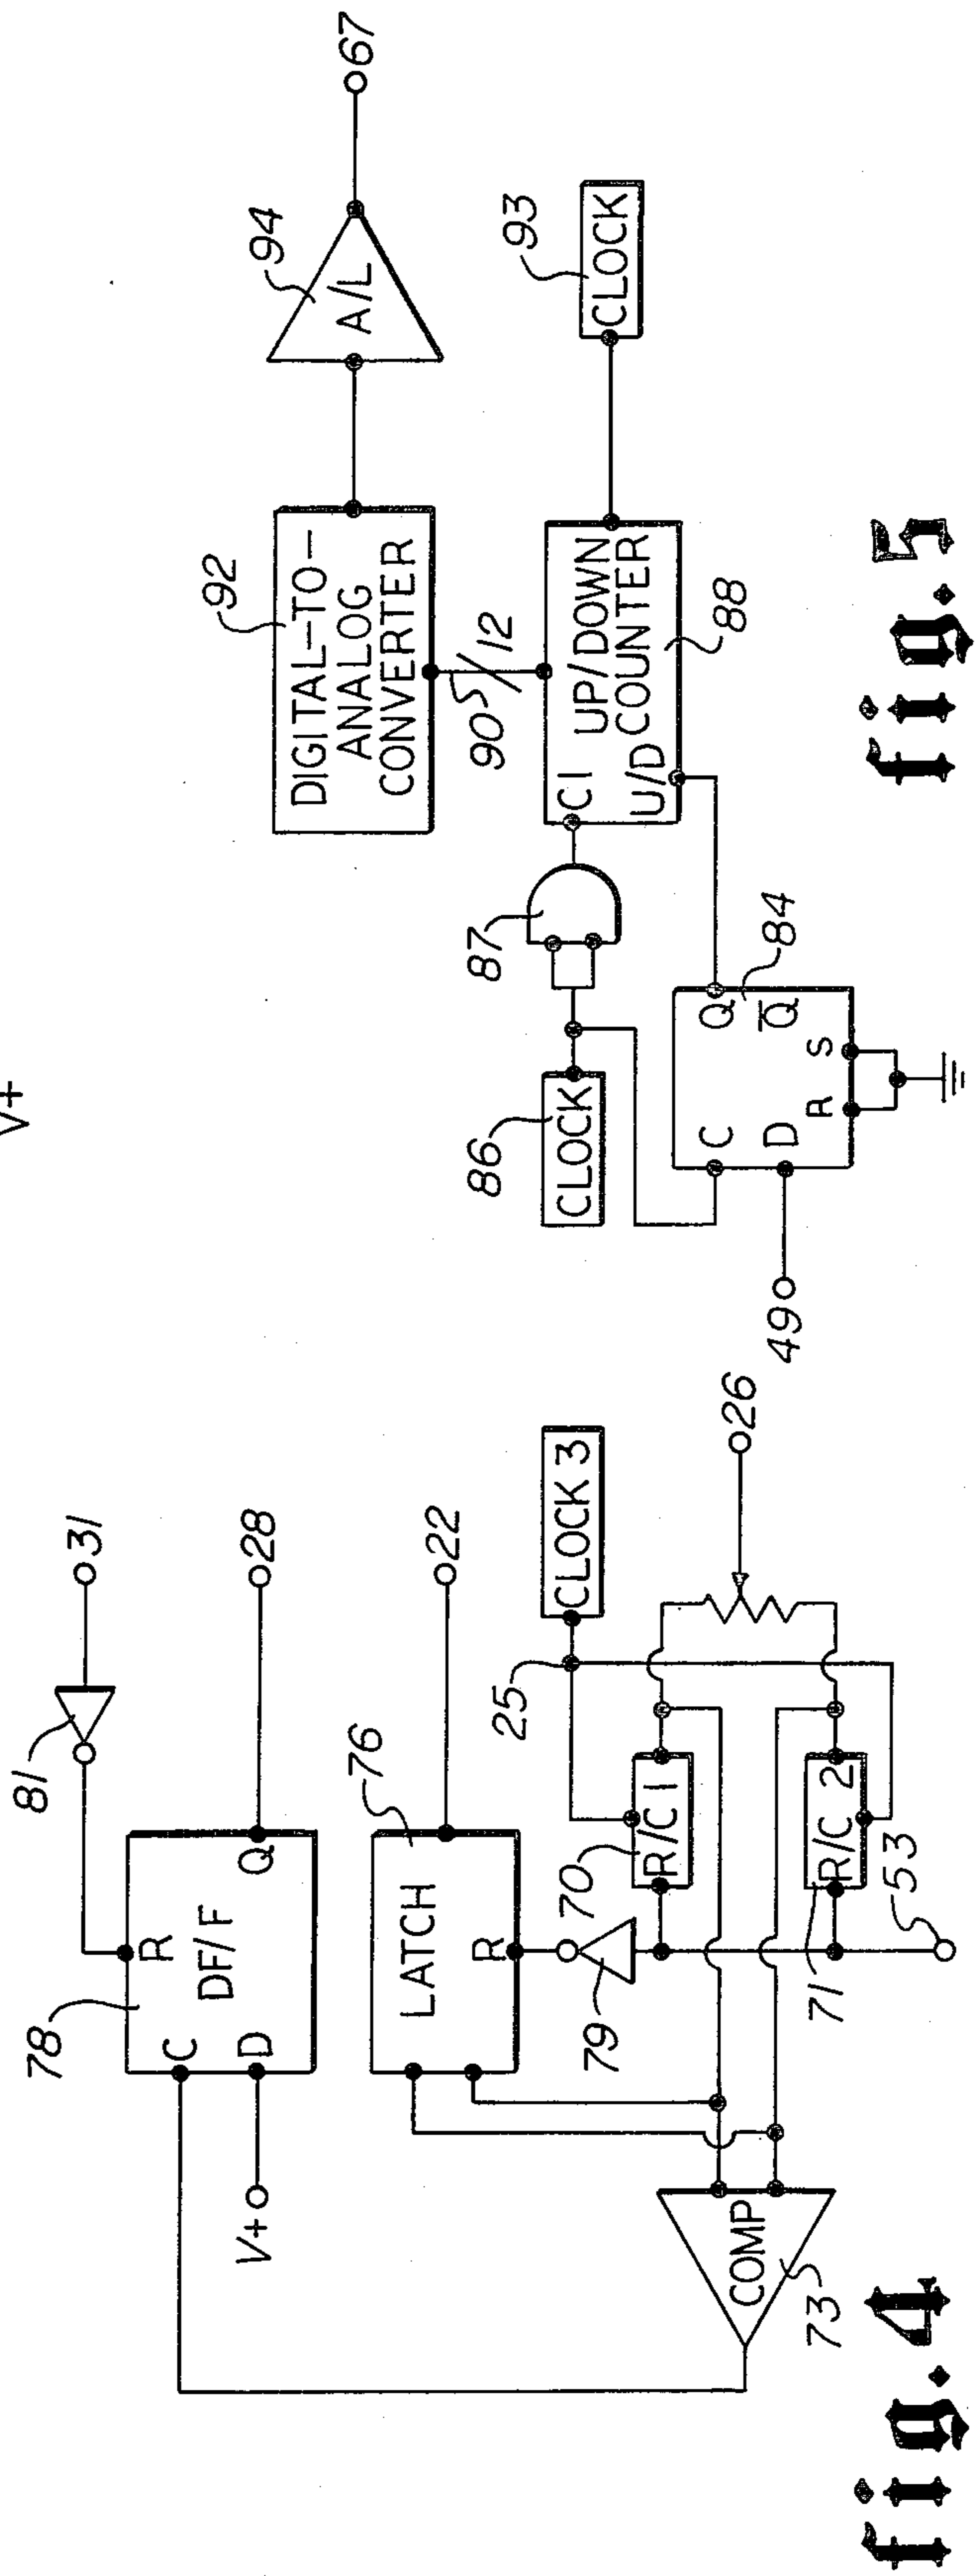 V+
81
31
78
R
DF/F
C
D
Q
28
V+
76
LATCH
R
22
25
CLOCK 3
79
70
R/C 1
71
R/C 2
26
53
COMP
73
fig. 4
92
DIGITAL-TO-
ANALOG
CONVERTER
94
A/L
67
90
12
86
CLOCK
87
C1
UP/DOWN
COUNTER
U/D
88
93
CLOCK
49
C
D
Q
Q̅
R
S
84
fig. 5